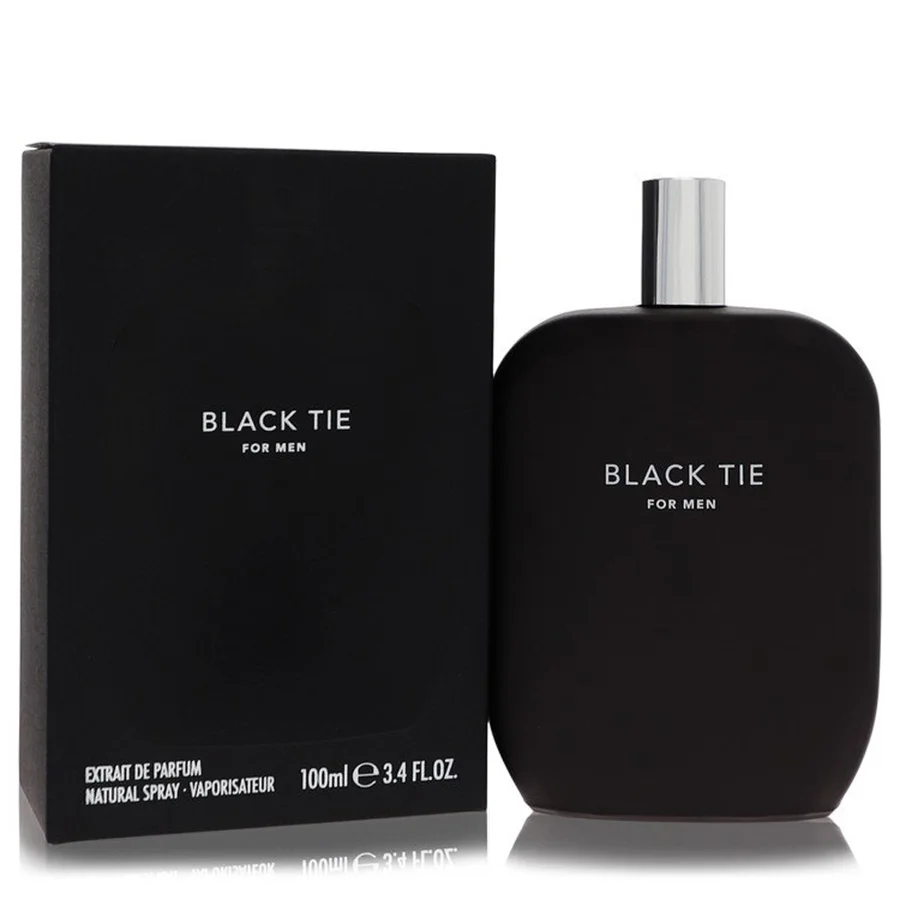 BLACK TIE
FOR MEN
EXTRAIT DE PARFUM
NATURAL SPRAY · VAPORISATEUR
100ml ℮ 3.4 FL.OZ.
BLACK TIE
FOR MEN